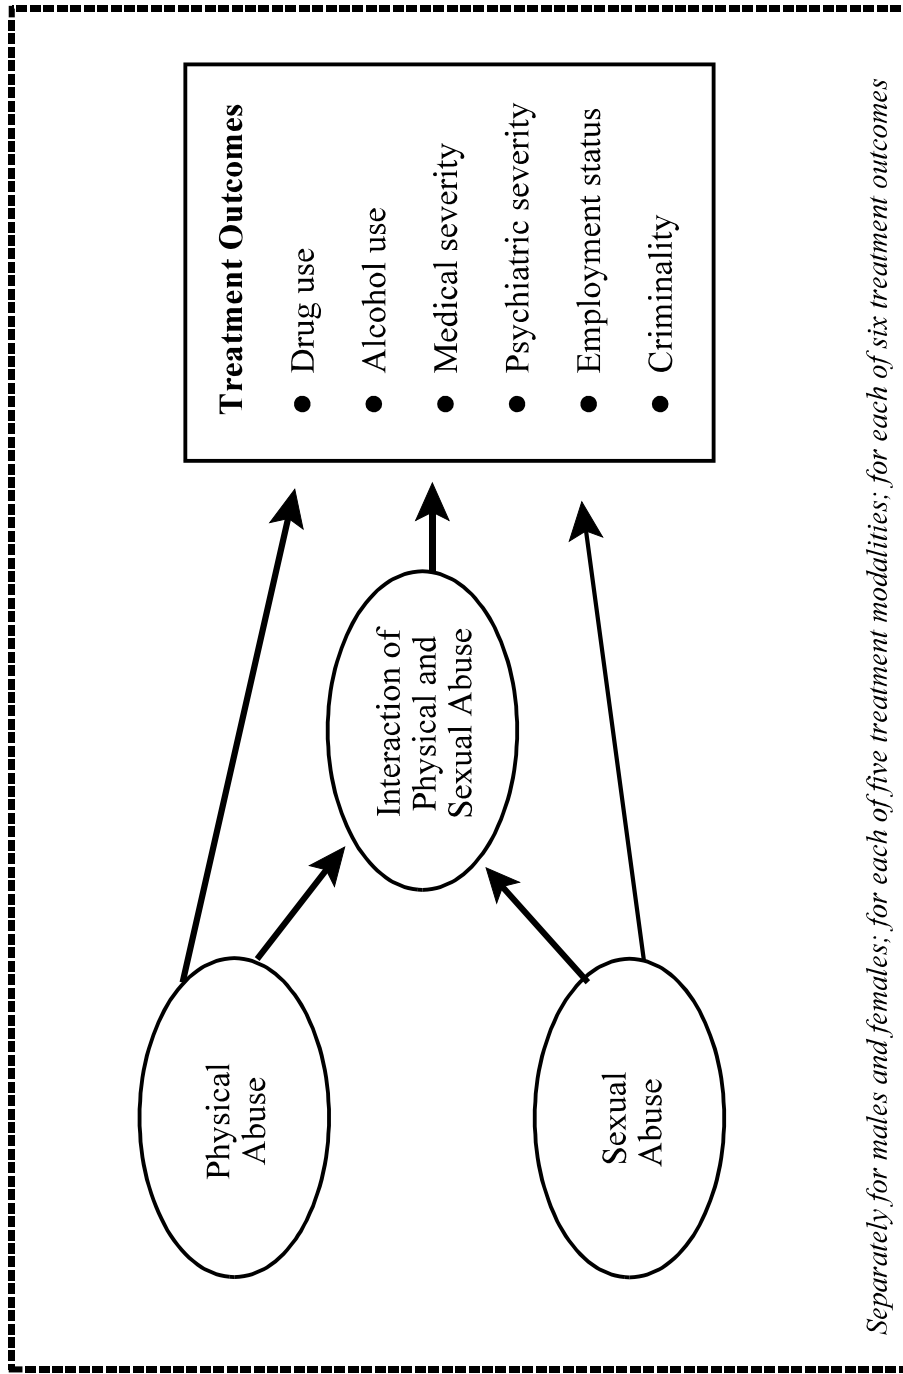 Physical
Abuse
Sexual
Abuse
Interaction of
Physical and
Sexual Abuse
Treatment Outcomes
● Drug use
● Alcohol use
● Medical severity
● Psychiatric severity
● Employment status
● Criminality
Separately for males and females; for each of five treatment modalities; for each of six treatment outcomes